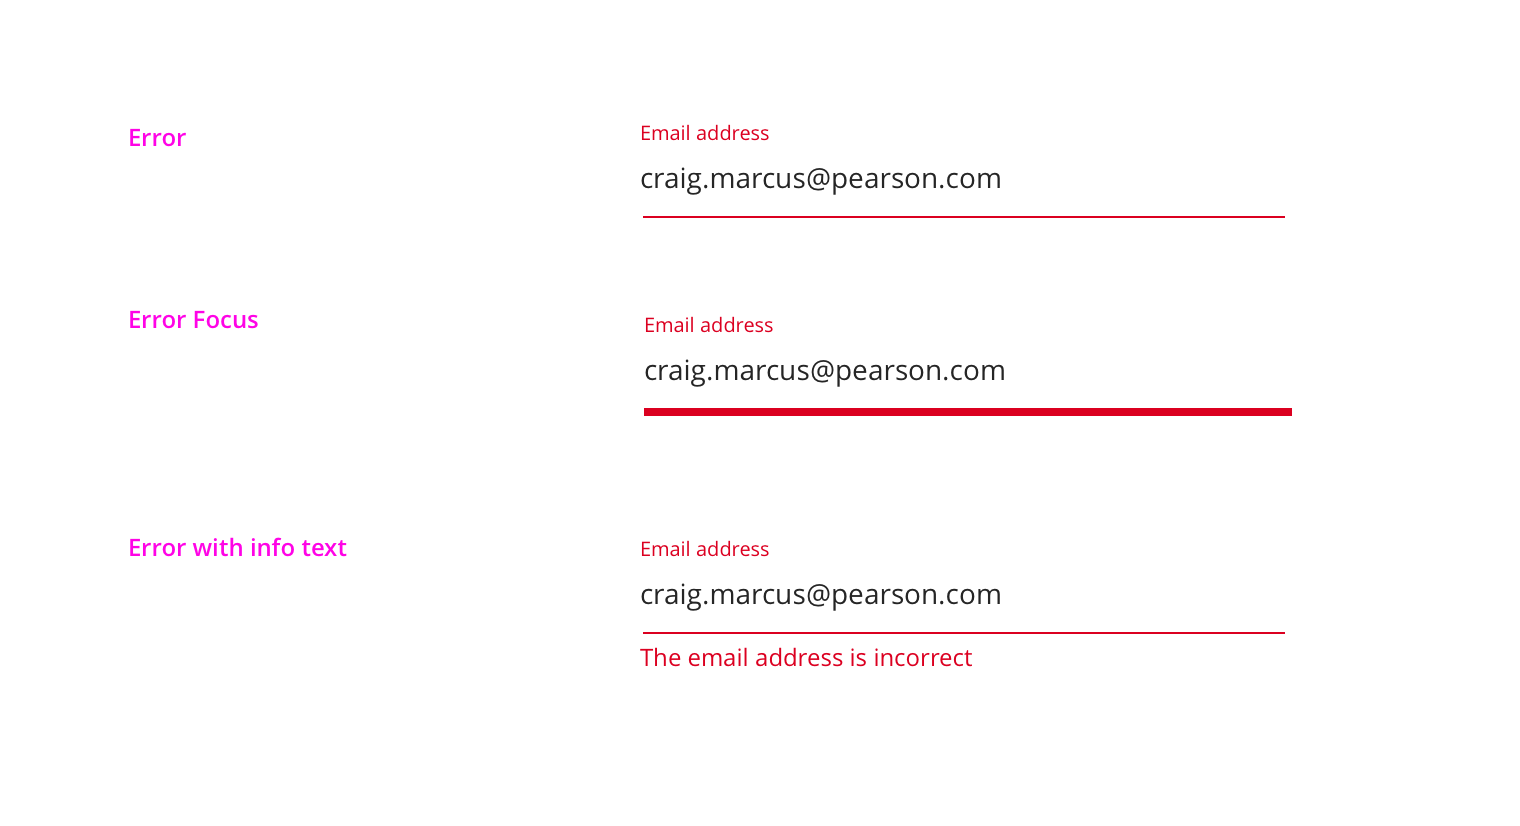 Error
Email address
craig.marcus@pearson.com
Error Focus
Email address
craig.marcus@pearson.com
Error with info text
Email address
craig.marcus@pearson.com
The email address is incorrect